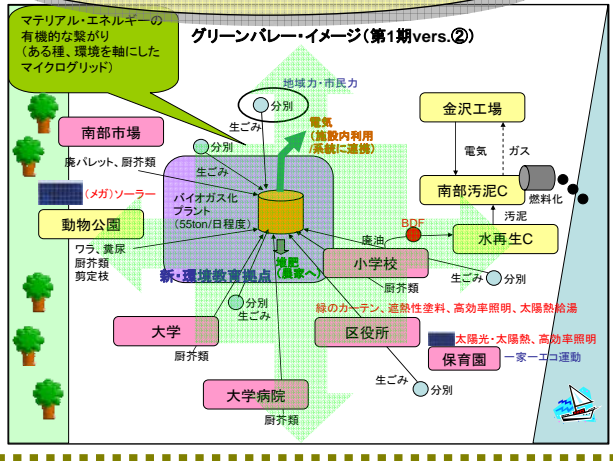 マテリアル・エネルギーの
有機的な繋がり
(ある種、環境を軸にした
マイクログリッド)
グリーンバレー・イメージ(第1期vers.②)
地域力・市民力
分別
生ごみ
電気
(施設内利用
/系統に連携)
金沢工場
南部市場
分別
生ごみ
電気
ガス
廃パレット、厨芥類
南部汚泥C
燃料化
(メガ)ソーラー
バイオガス化
プラント
(55ton/日程度)
汚泥
動物公園
BDF
廃油
水再生C
ワラ、糞尿
厨芥類
剪定枝
堆肥
(農家へ)
小学校
新・環境教育拠点
生ごみ
分別
厨芥類
分別
生ごみ
緑のカーテン、遮熱性塗料、高効率照明、太陽熱給湯
大学
区役所
太陽光・太陽熱、高効率照明
厨芥類
保育園
一家一エコ運動
生ごみ
分別
大学病院
厨芥類